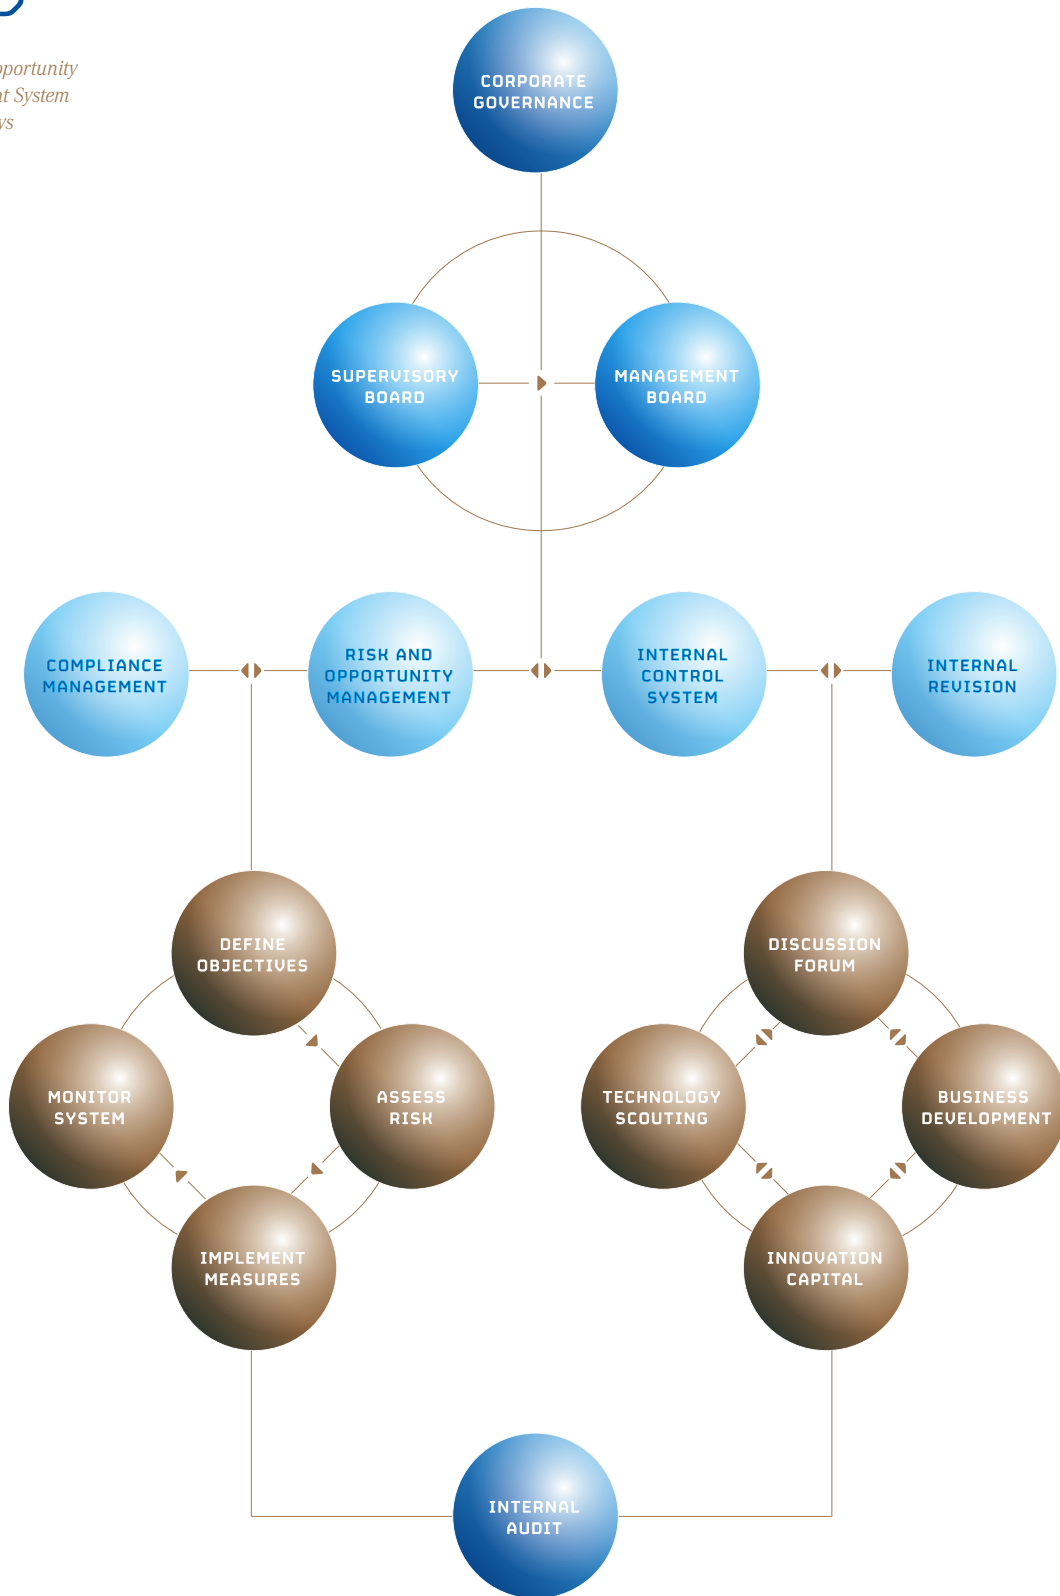 CORPORATE
GOVERNANCE
System
SUPERVISORY
BOARD
MANAGEMENT
BOARD
COMPLIANCE
MANAGEMENT
RISK AND
OPPORTUNITY
MANAGEMENT
INTERNAL
CONTROL
SYSTEM
INTERNAL
REVISION
DEFINE
OBJECTIVES
DISCUSSION
FORUM
MONITOR
SYSTEM
ASSESS
RISK
TECHNOLOGY
SCOUTING
BUSINESS
DEVELOPMENT
IMPLEMENT
MEASURES
INNOVATION
CAPITAL
INTERNAL
AUDIT